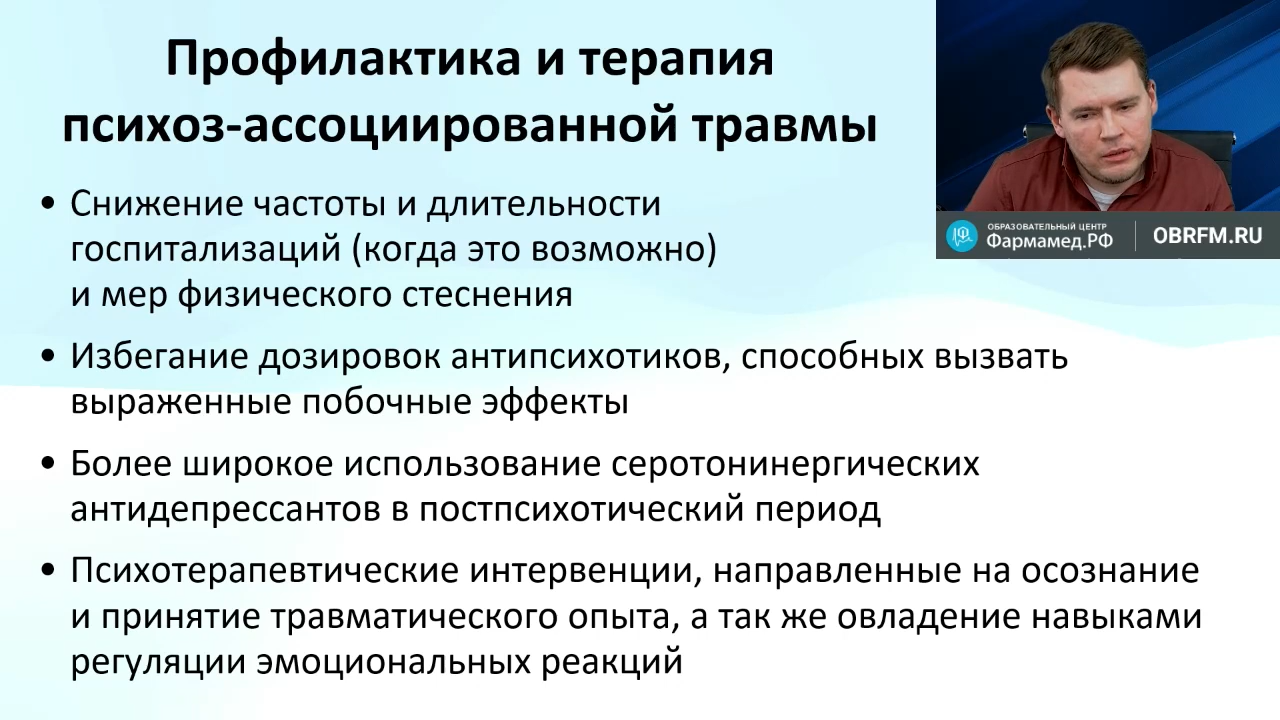 Профилактика и терапия
психоз-ассоциированной травмы
• Снижение частоты и длительности
госпитализаций (когда это возможно)
и мер физического стеснения
• Избегание дозировок антипсихотиков, способных вызвать
выраженные побочные эффекты
• Более широкое использование серотонинергических
антидепрессантов в постпсихотический период
• Психотерапевтические интервенции, направленные на осознание
и принятие травматического опыта, а так же овладение навыками
регуляции эмоциональных реакций
ОБРАЗОВАТЕЛЬНЫЙ ЦЕНТР
Фармамед.РФ
OBRFM.RU